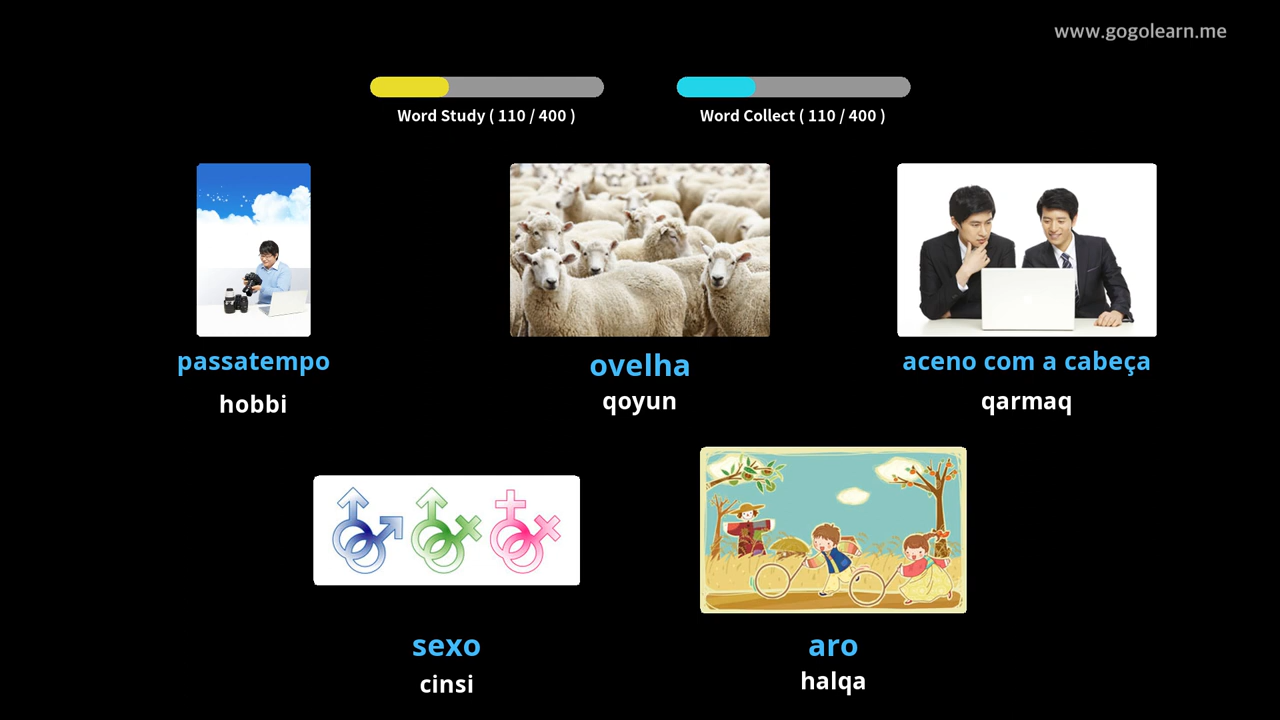 www.gogolearn.me
Word Study ( 110 / 400 )
Word Collect ( 110 / 400 )
passatempo
hobbi
ovelha
qoyun
aceno com a cabeça
qarmaq
sexo
cinsi
aro
halqa